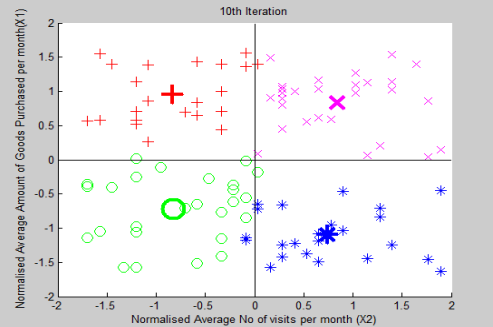 10th Iteration
Normalised Average Amount of Goods Purchased per month(X1)
2
1.5
1
0.5
0
-0.5
-1
-1.5
-2
-2 -1.5 -1 -0.5 0 0.5 1 1.5 2
Normalised Average No of visits per month (X2)